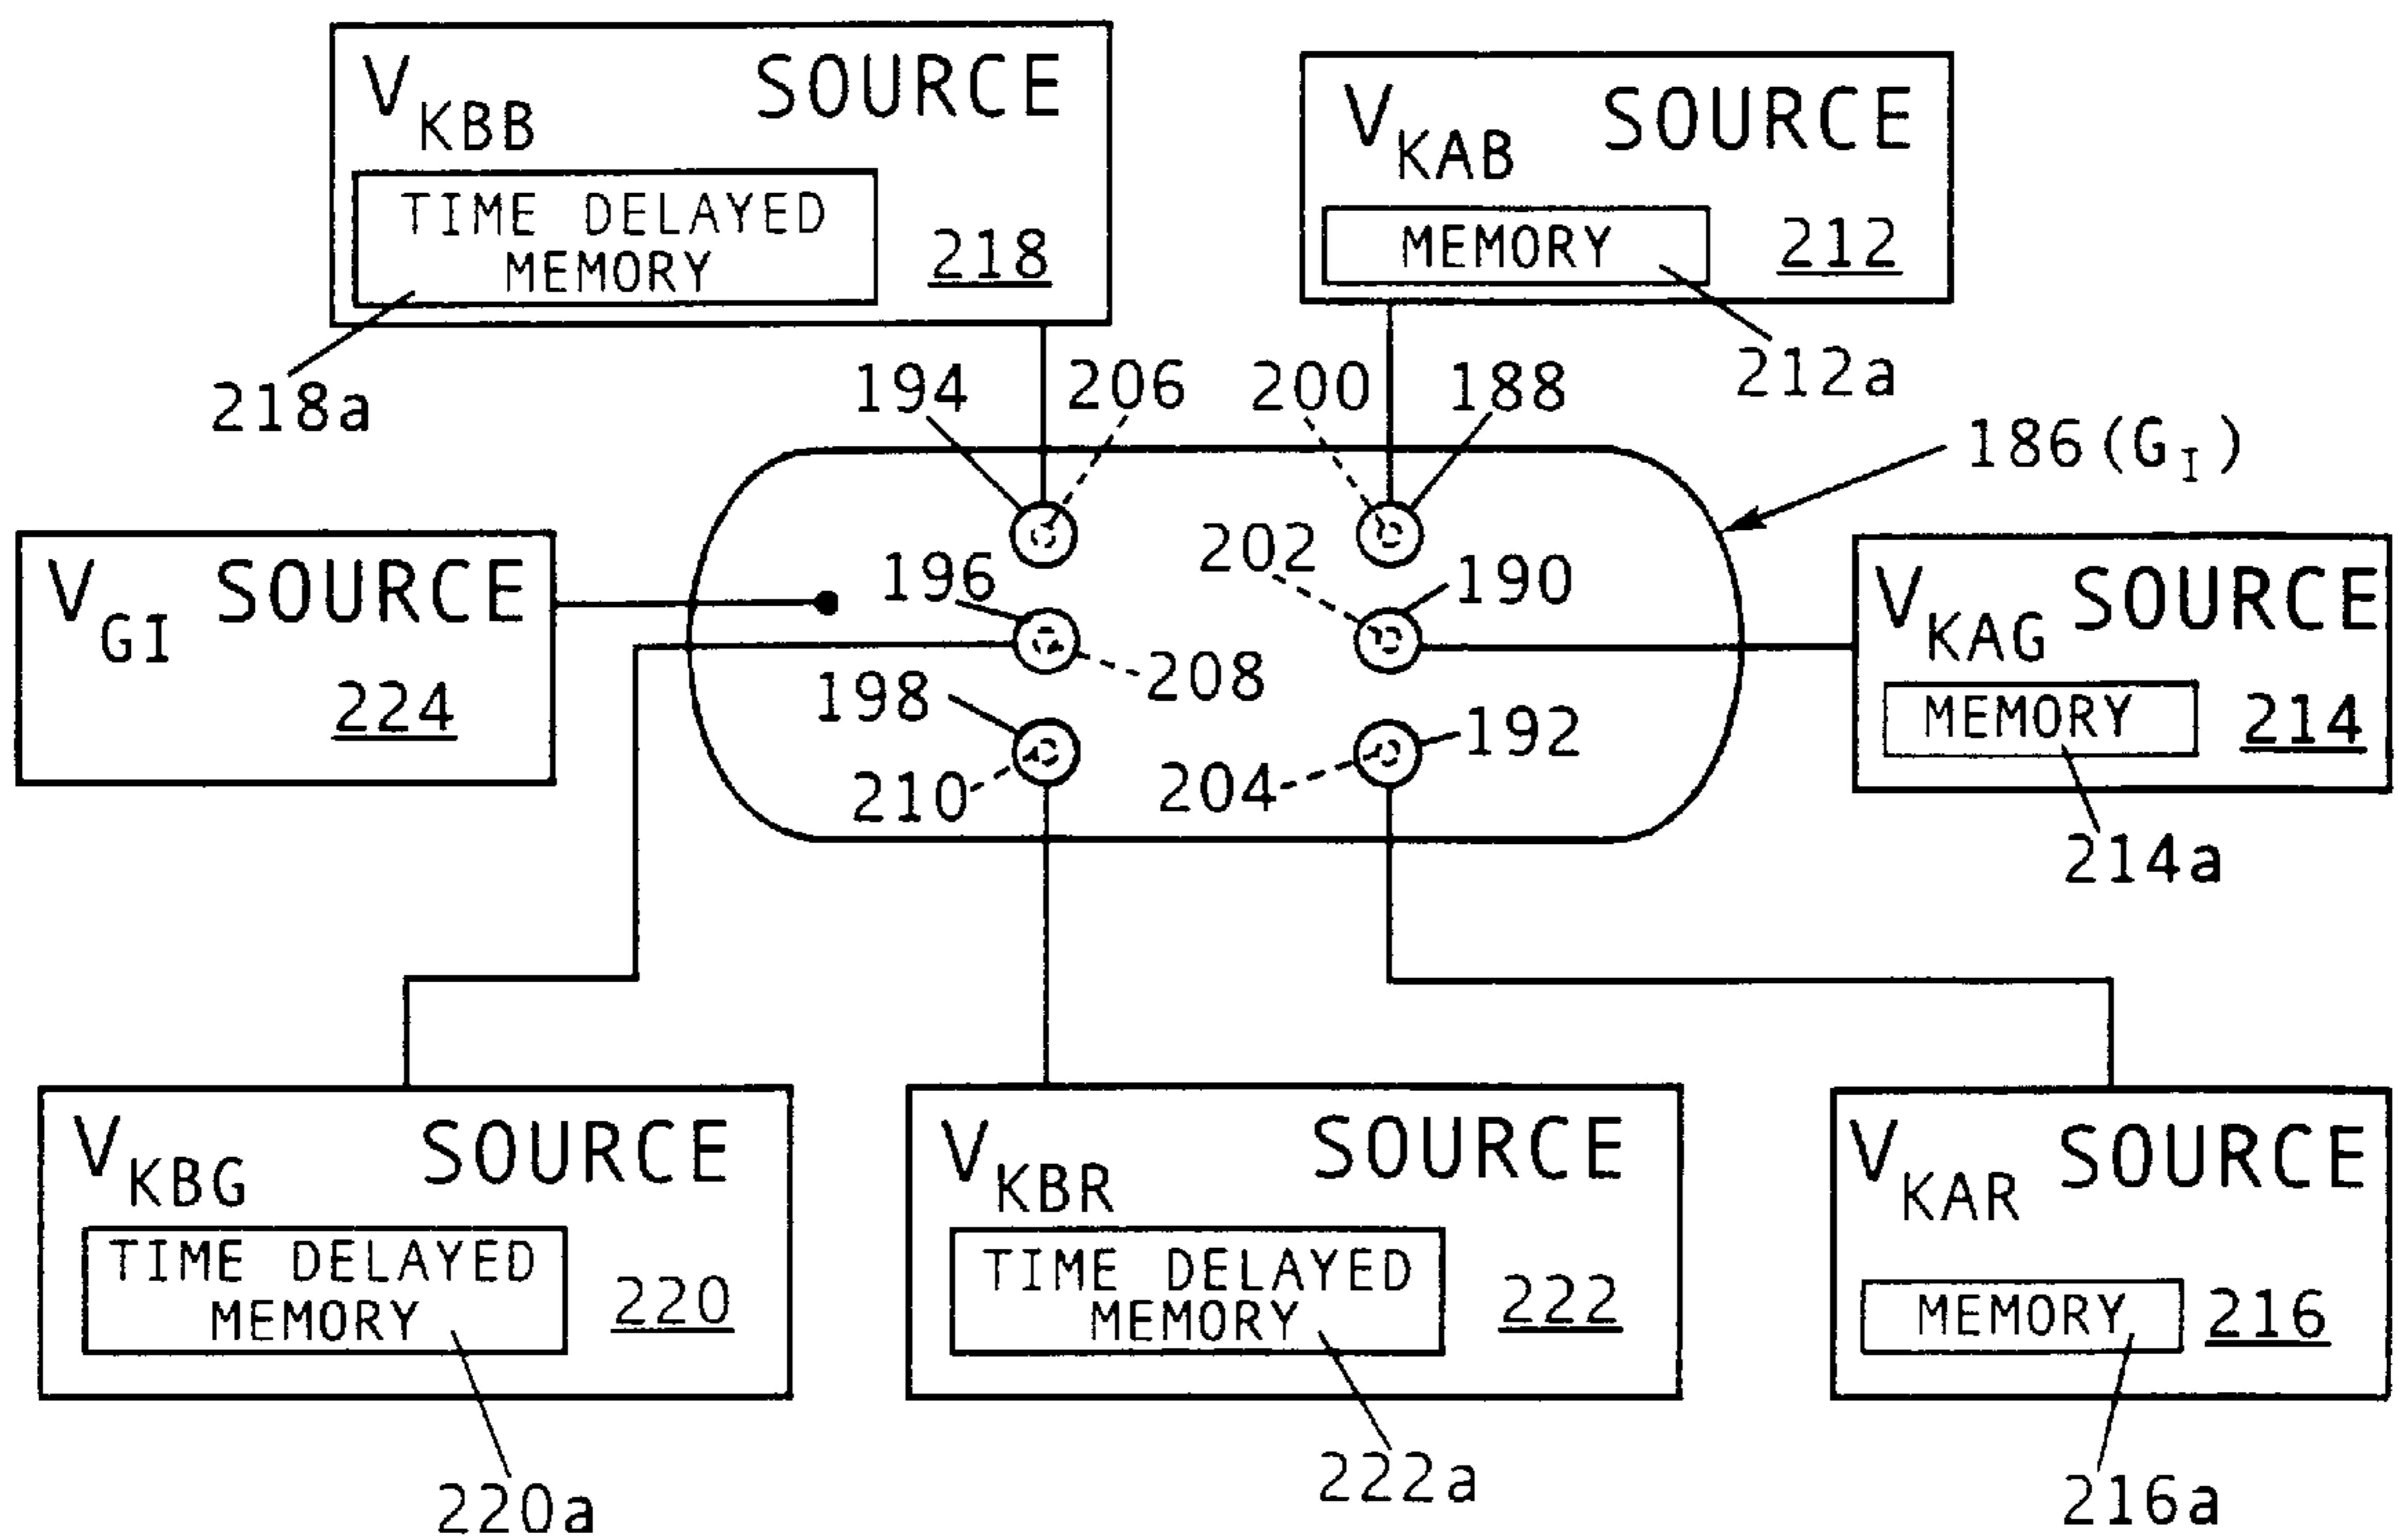 V_KBB SOURCE
TIME DELAYED
MEMORY
218
218a
V_KAB SOURCE
MEMORY
212
212a
194
206
200
188
186 (G_I)
V_GI SOURCE
224
196
202
190
208
198
210
204
192
V_KAG SOURCE
MEMORY
214
214a
V_KBG SOURCE
TIME DELAYED
MEMORY
220
220a
V_KBR SOURCE
TIME DELAYED
MEMORY
222
222a
V_KAR SOURCE
MEMORY
216
216a